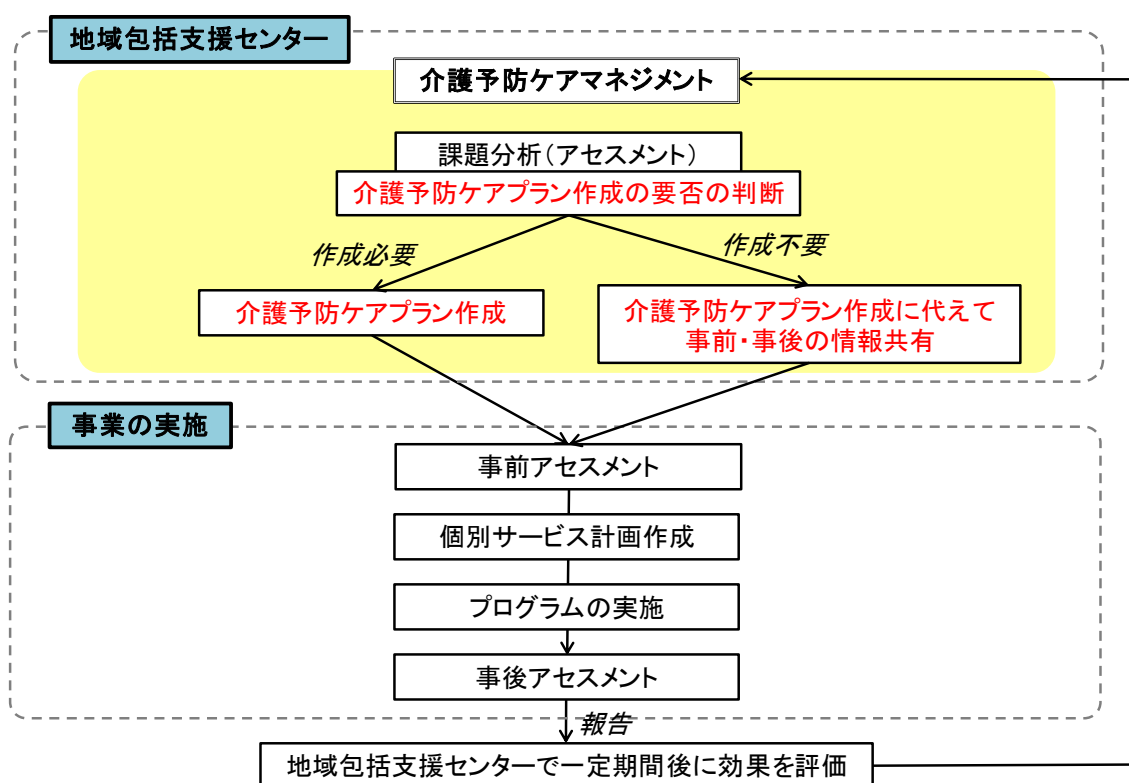 地域包括支援センター
介護予防ケアマネジメント
課題分析(アセスメント)
介護予防ケアプラン作成の要否の判断
作成必要
作成不要
介護予防ケアプラン作成
介護予防ケアプラン作成に代えて
事前・事後の情報共有
事業の実施
事前アセスメント
個別サービス計画作成
プログラムの実施
事後アセスメント
報告
地域包括支援センターで一定期間後に効果を評価